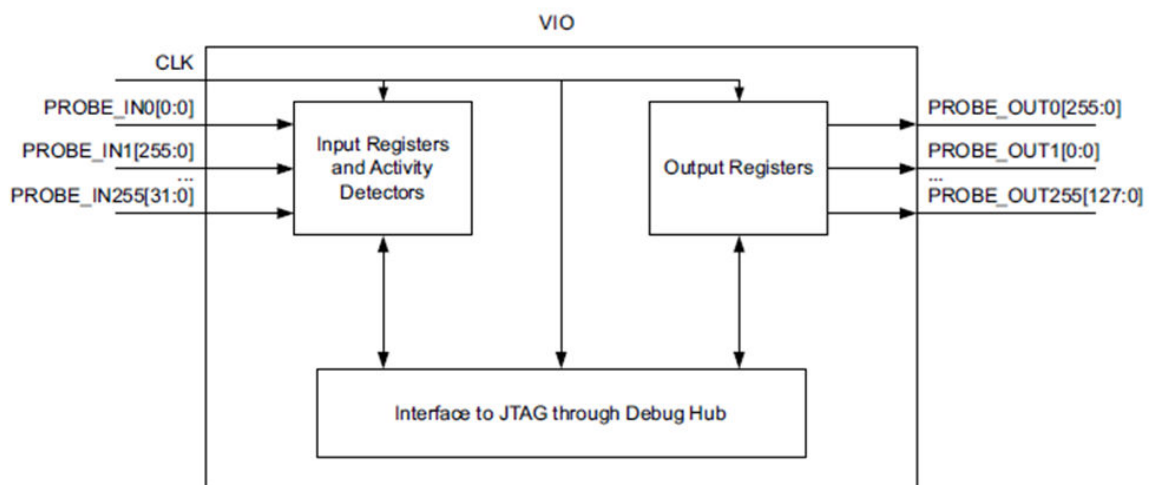 VIO
CLK
PROBE_IN0[0:0]
PROBE_IN1[255:0]
...
PROBE_IN255[31:0]
Input Registers
and Activity
Detectors
Output Registers
PROBE_OUT0[255:0]
PROBE_OUT1[0:0]
...
PROBE_OUT255[127:0]
Interface to JTAG through Debug Hub